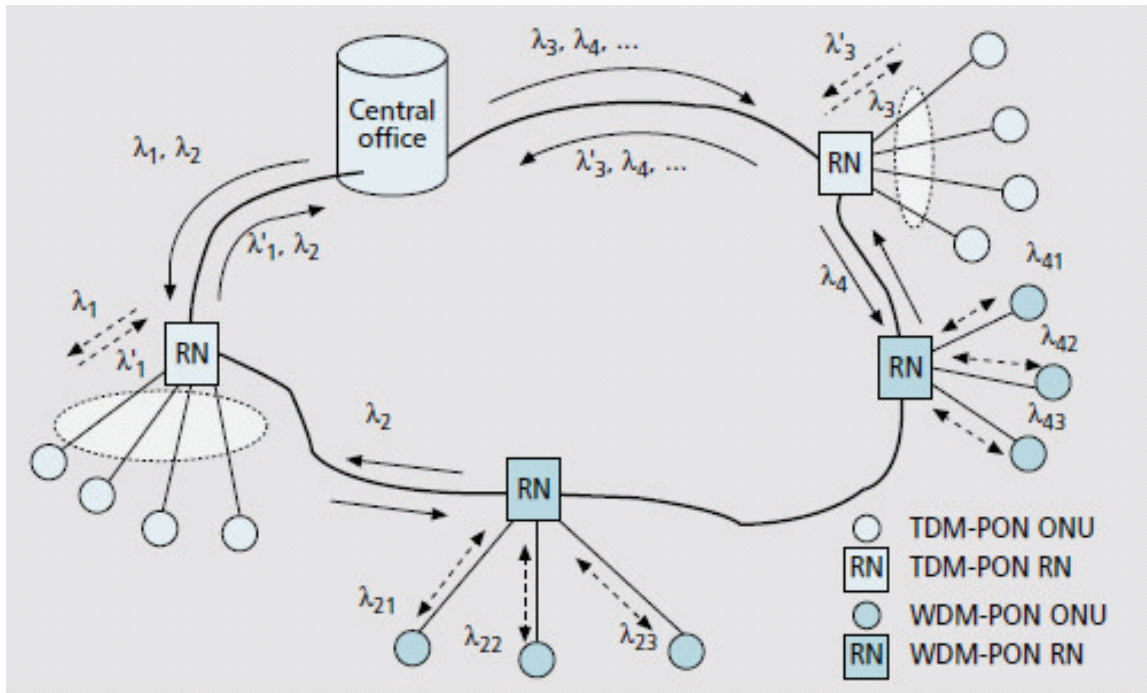 λ3, λ4, ...
Central
office
λ'3
λ3
λ1, λ2
RN
λ'3, λ4, ...
λ'1, λ2
λ4
λ41
λ1
RN
λ'1
λ42
RN
λ43
λ2
RN
TDM-PON ONU
RN TDM-PON RN
λ21
λ22
λ23
WDM-PON ONU
RN WDM-PON RN